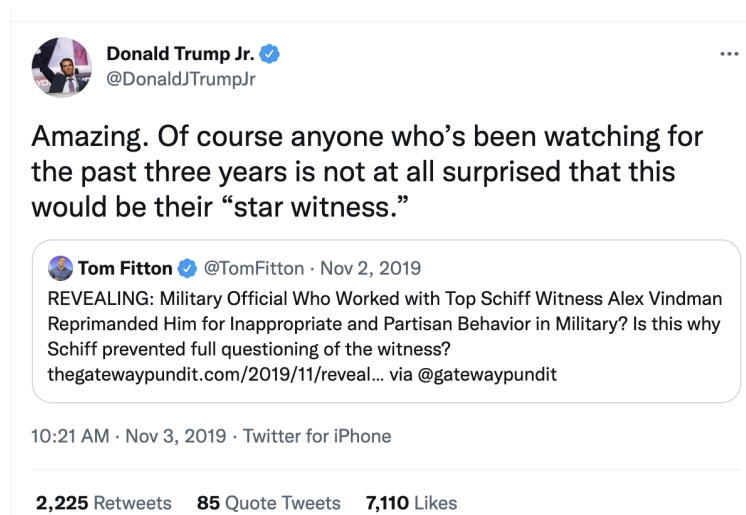 Donald Trump Jr.
@DonaldJTrumpJr
Amazing. Of course anyone who’s been watching for
the past three years is not at all surprised that this
would be their “star witness.”
Tom Fitton @TomFitton · Nov 2, 2019
REVEALING: Military Official Who Worked with Top Schiff Witness Alex Vindman
Reprimanded Him for Inappropriate and Partisan Behavior in Military? Is this why
Schiff prevented full questioning of the witness?
thegatewaypundit.com/2019/11/reveal... via @gatewaypundit
10:21 AM · Nov 3, 2019 · Twitter for iPhone
2,225 Retweets 85 Quote Tweets 7,110 Likes